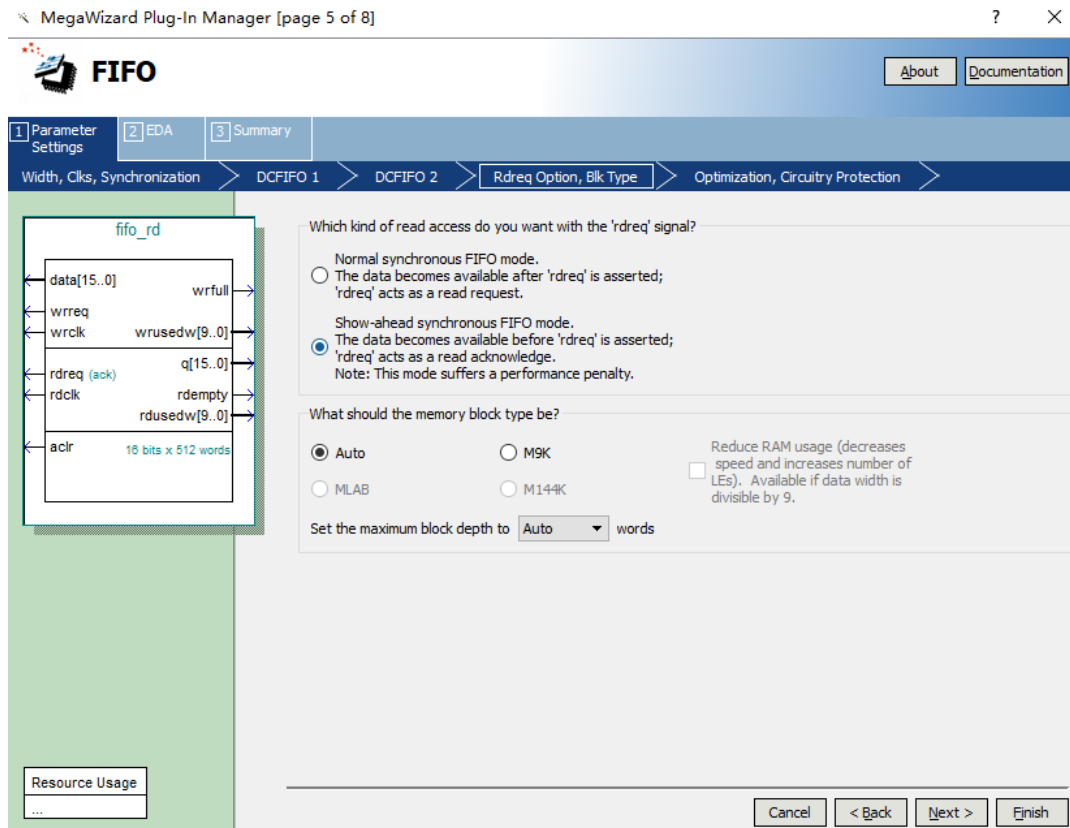 MegaWizard Plug-In Manager [page 5 of 8]
? ×
FIFO
About
Documentation
1 Parameter Settings
2 EDA
3 Summary
Width, Clks, Synchronization
DCFIFO 1
DCFIFO 2
Rdreq Option, Blk Type
Optimization, Circuitry Protection
fifo_rd
data[15..0]
wrfull
wrreq
wrclk
wrusedw[9..0]
q[15..0]
rdreq (ack)
rdclk
rdempty
rdusedw[9..0]
aclr
16 bits x 512 words
Which kind of read access do you want with the 'rdreq' signal?
Normal synchronous FIFO mode.
The data becomes available after 'rdreq' is asserted;
'rdreq' acts as a read request.
Show-ahead synchronous FIFO mode.
The data becomes available before 'rdreq' is asserted;
'rdreq' acts as a read acknowledge.
Note: This mode suffers a performance penalty.
What should the memory block type be?
Auto
M9K
MLAB
M144K
Reduce RAM usage (decreases
speed and increases number of
LEs). Available if data width is
divisible by 9.
Set the maximum block depth to Auto words
Resource Usage
...
Cancel
< Back
Next >
Finish